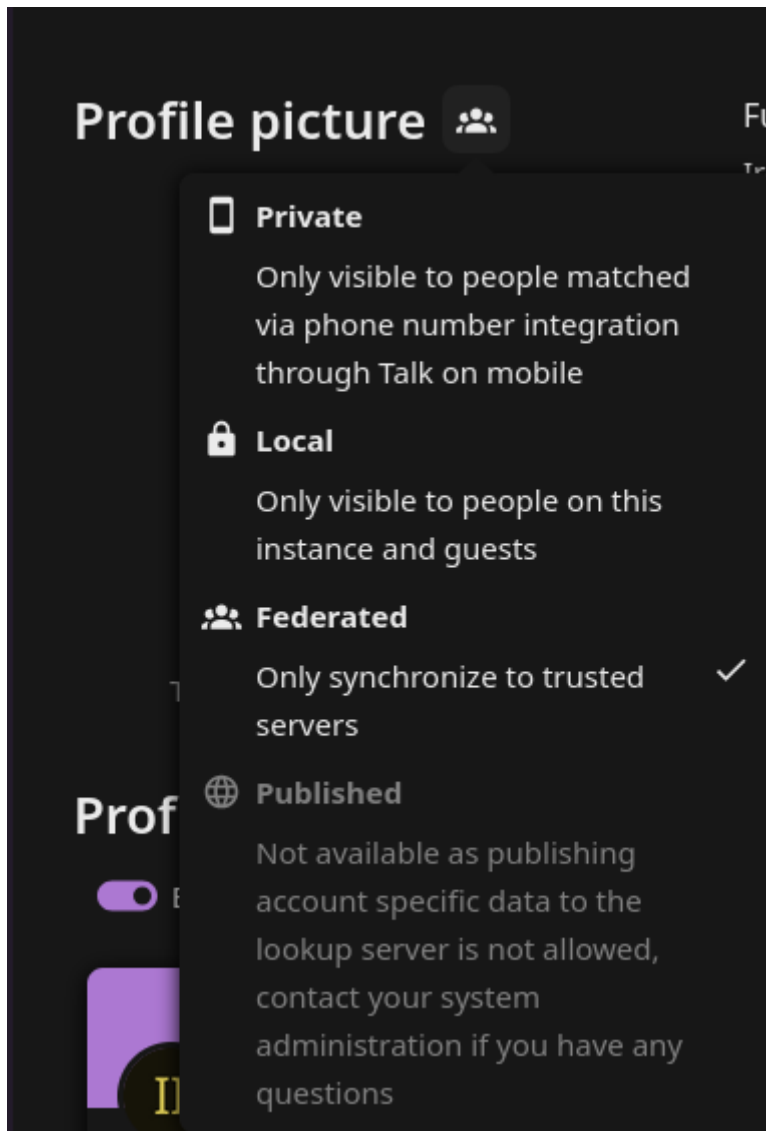 Profile picture
Private
Only visible to people matched
via phone number integration
through Talk on mobile
Local
Only visible to people on this
instance and guests
Federated
Only synchronize to trusted
servers
Published
Not available as publishing
account specific data to the
lookup server is not allowed,
contact your system
administration if you have any
questions